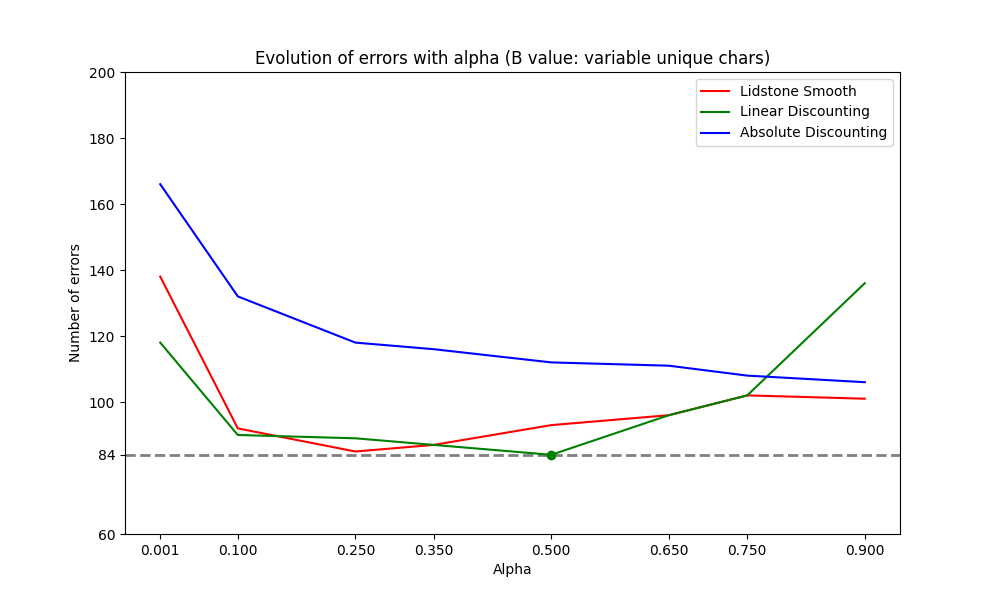 Evolution of errors with alpha (B value: variable unique chars)
Lidstone Smooth
Linear Discounting
Absolute Discounting
Number of errors
200
180
160
140
120
100
84
60
0.001 0.100 0.250 0.350 0.500 0.650 0.750 0.900
Alpha